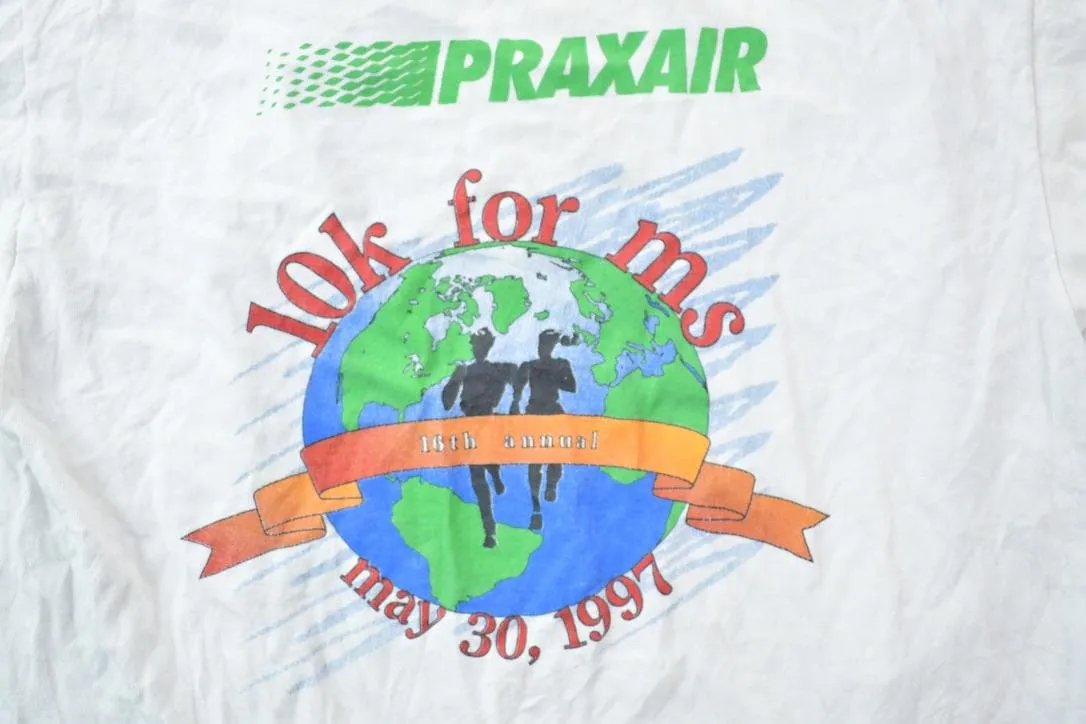 PRAXAIR
10k for ms
16th annual
may 30, 1997